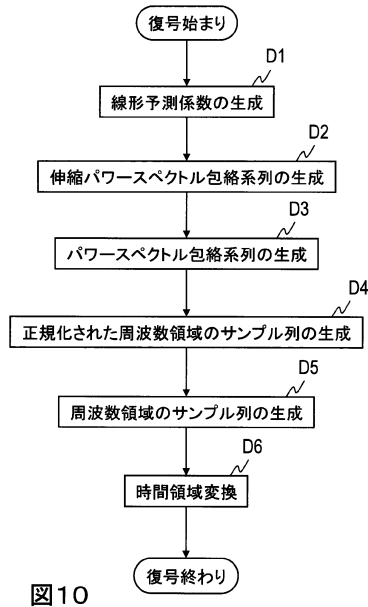 復号始まり
D1
線形予測係数の生成
D2
伸縮パワースペクトル包絡系列の生成
D3
パワースペクトル包絡系列の生成
D4
正規化された周波数領域のサンプル列の生成
D5
周波数領域のサンプル列の生成
D6
時間領域変換
復号終わり
図10